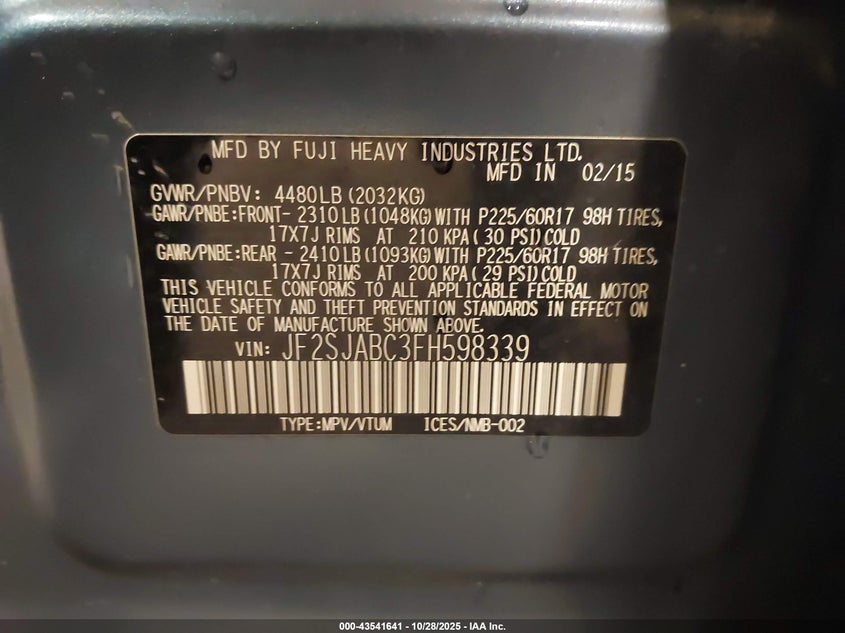 MFD BY FUJI HEAVY INDUSTRIES LTD.
MFD IN 02/15
GVWR/PNBV: 4480LB(2032KG)
GAWR/PNBE:FRONT- 2310LB(1048KG)WITH P225/60R17 98H TIRES,
17X7J RIMS AT 210 KPA(30 PSI)COLD
GAWR/PNBE:REAR - 2410LB(1093KG)WITH P225/60R17 98H TIRES,
17X7J RIMS AT 200 KPA(29 PSI)COLD
THIS VEHICLE CONFORMS TO ALL APPLICABLE FEDERAL MOTOR
VEHICLE SAFETY AND THEFT PREVENTION STANDARDS IN EFFECT ON
THE DATE OF MANUFACTURE SHOWN ABOVE.
VIN: JF2SJABC3FH598339
TYPE:MPV/VTUM ICES/NMB-002
000-43541641 | 10/28/2025 - IAA Inc.